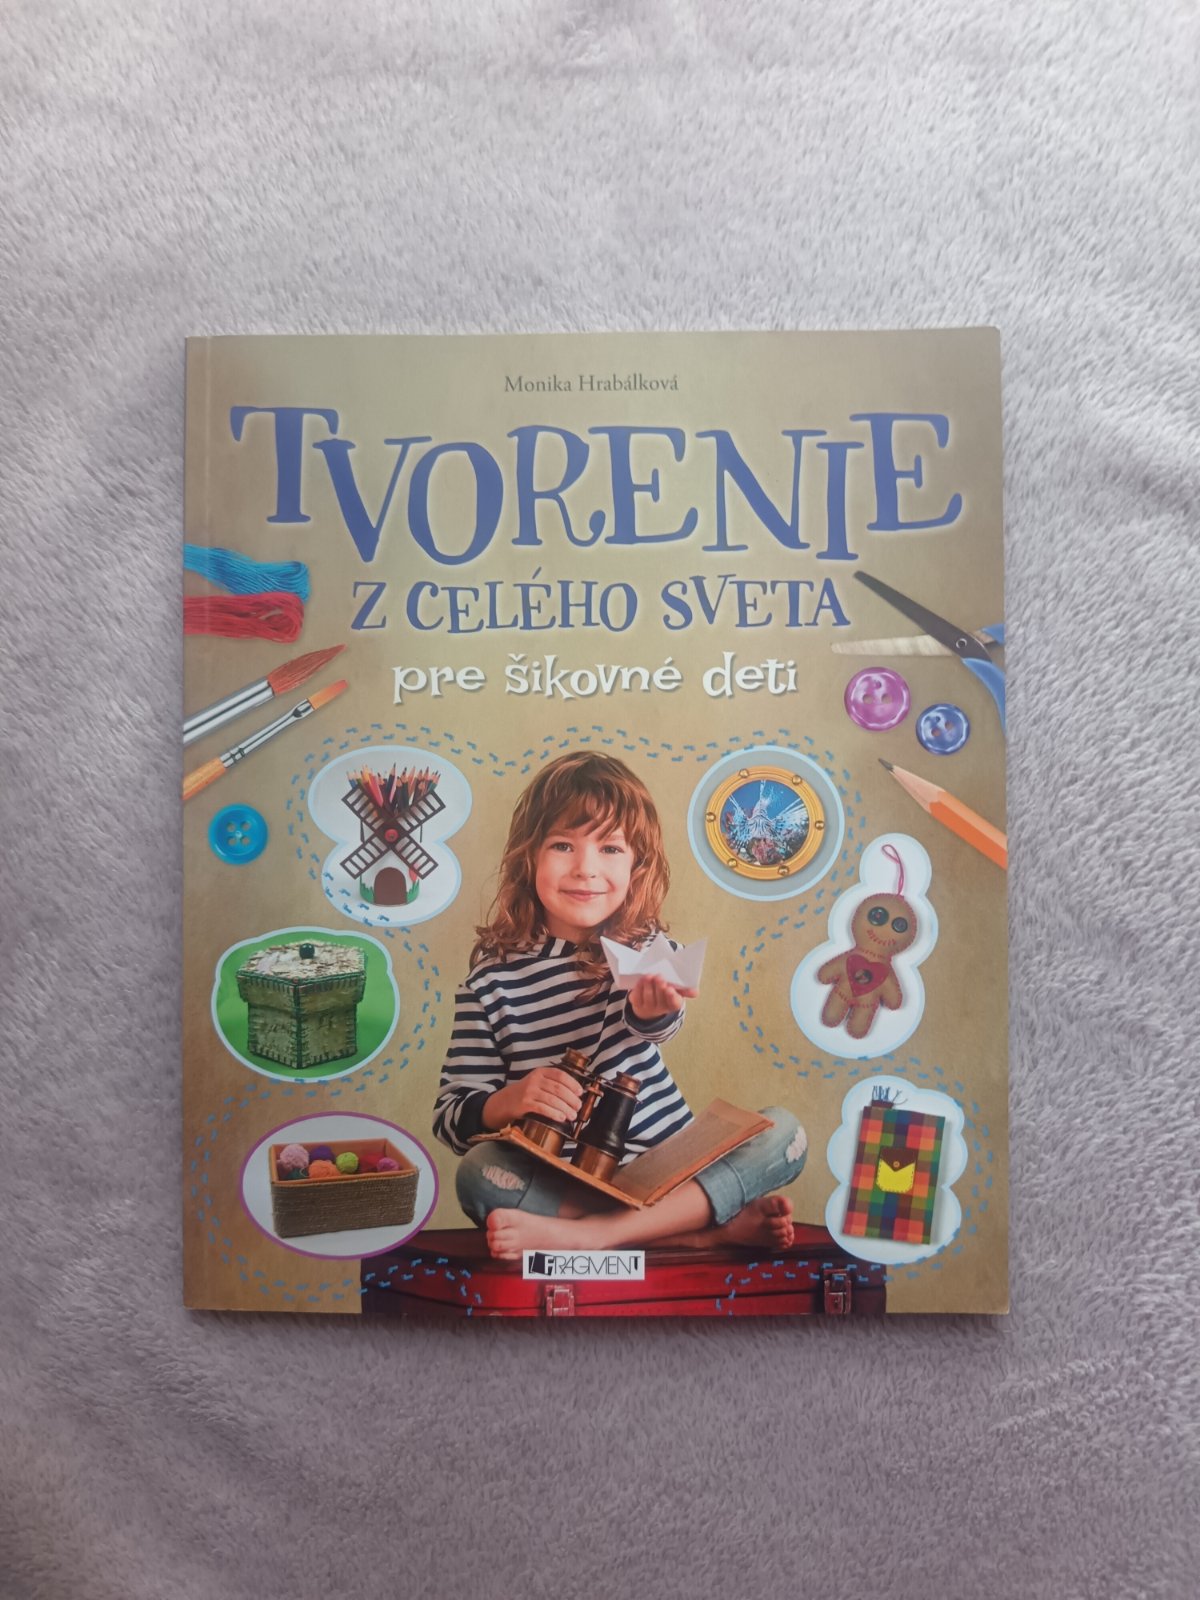 Monika Hrabálková
TVORENIE
Z CELÉHO SVETA
pre šikovné deti
FRAGMENT